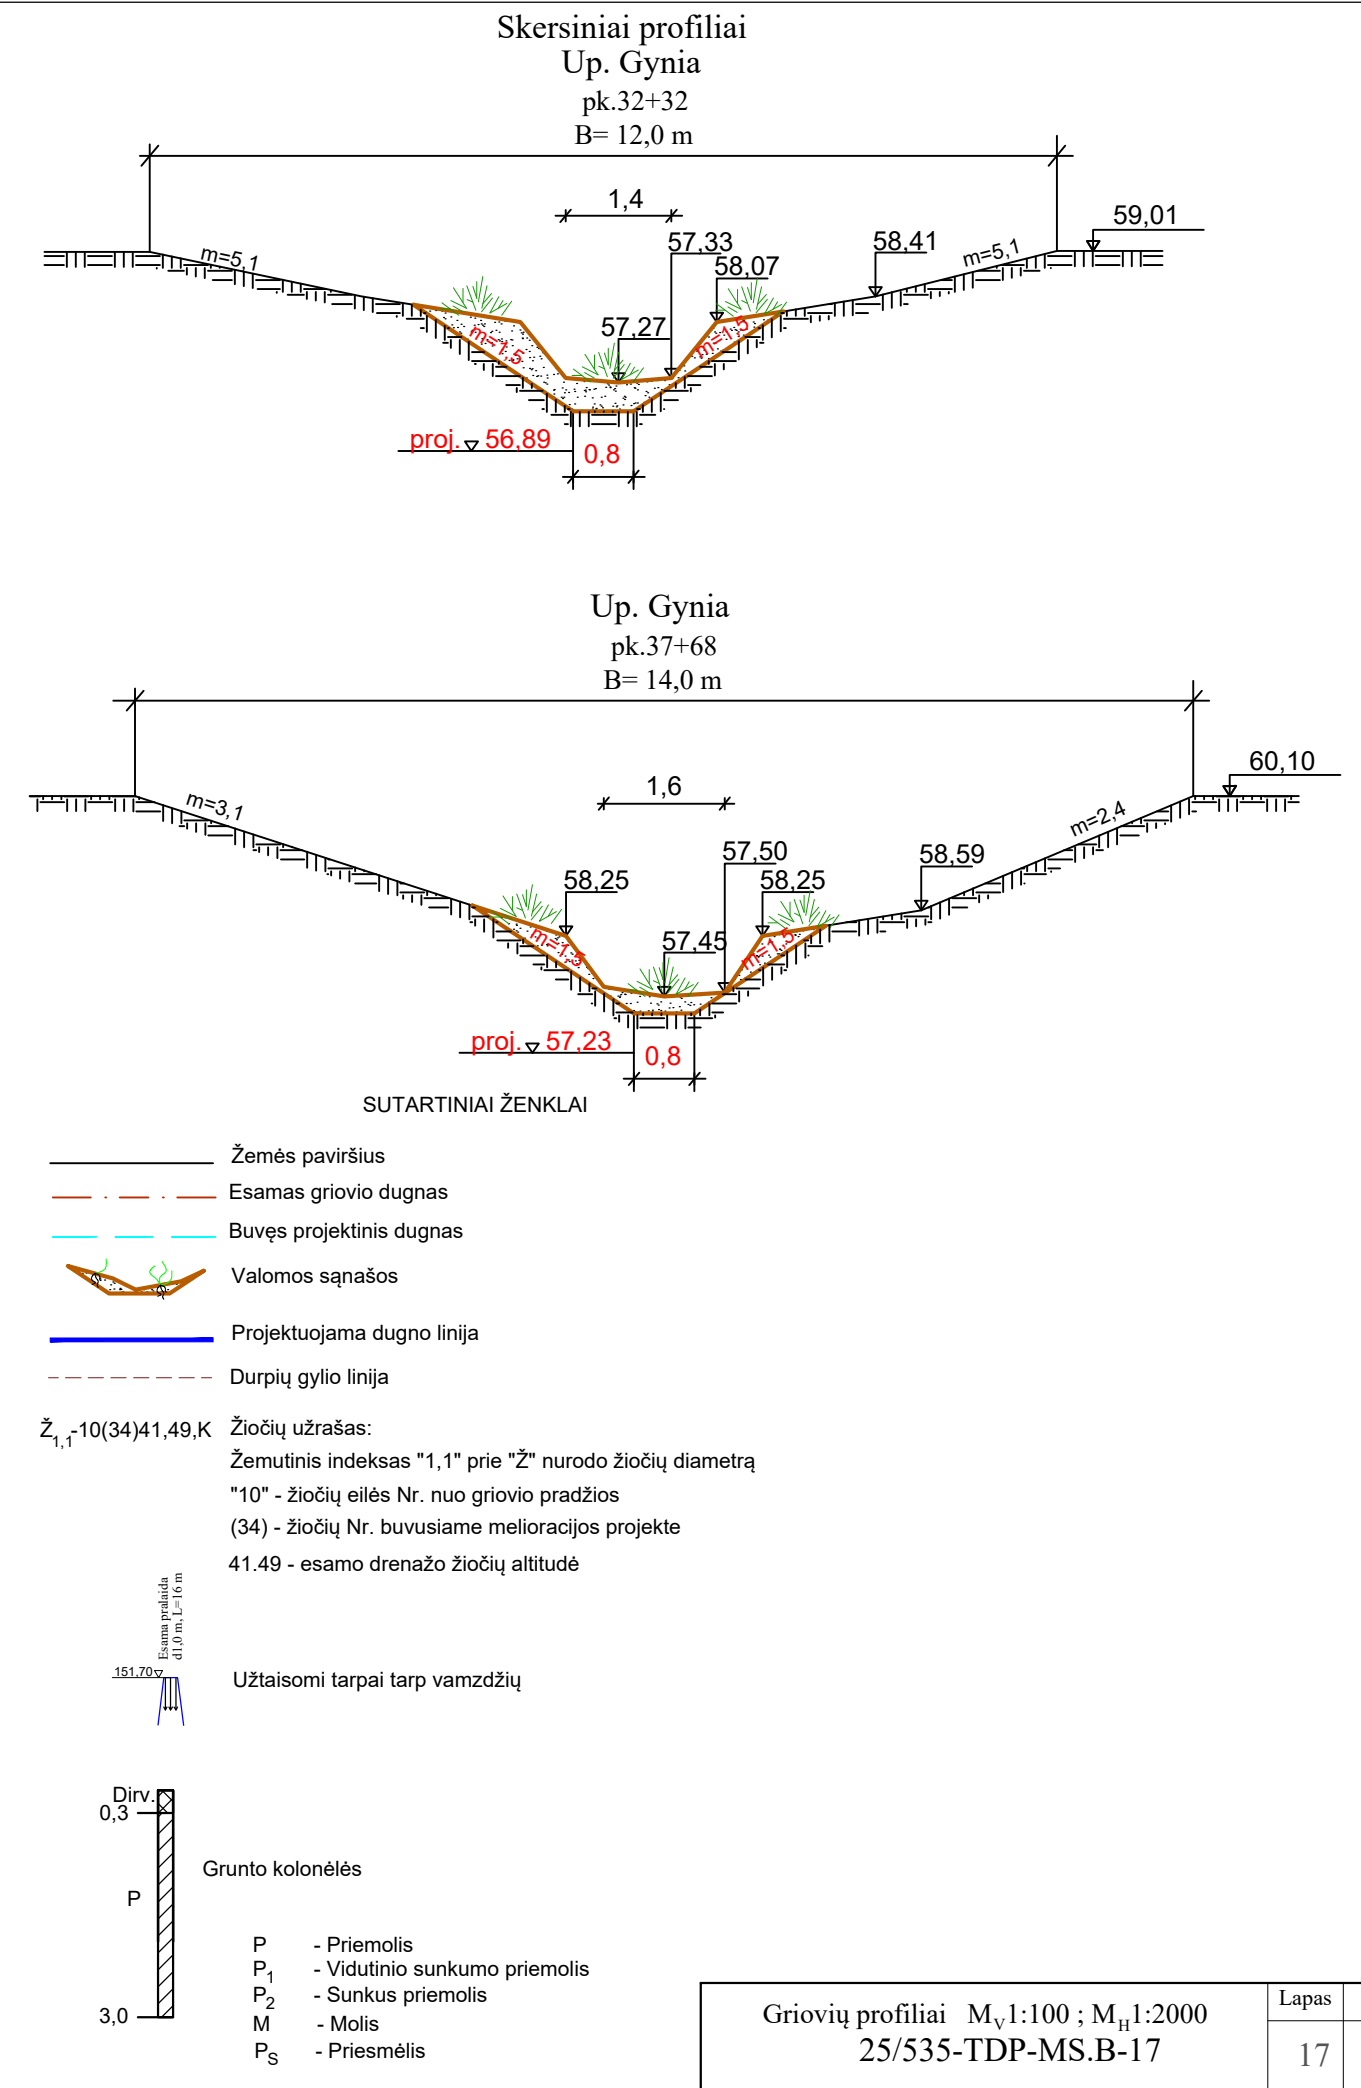 Skersiniai profiliai
Up. Gynia
pk.32+32
B= 12,0 m
1,4
59,01
57,33
58,41
58,07
m=5,1
m=5,1
57,27
m=1,5
m=1,5
proj. 56,89
0,8
Up. Gynia
pk.37+68
B= 14,0 m
1,6
60,10
m=3,1
m=2,4
57,50
58,59
58,25
58,25
57,45
m=1,5
m=1,5
proj. 57,23
0,8
SUTARTINIAI ŽENKLAI
Žemės paviršius
Esamas griovio dugnas
Buvęs projektinis dugnas
Valomos sąnašos
Projektuojama dugno linija
Durpių gylio linija
Ž1,1-10(34)41,49,K Žiočių užrašas:
Žemutinis indeksas "1,1" prie "Ž" nurodo žiočių diametrą
"10" - žiočių eilės Nr. nuo griovio pradžios
(34) - žiočių Nr. buvusiame melioracijos projekte
41.49 - esamo drenažo žiočių altitudė
Esama pralaida
d1,0 m, L=16 m
151,70
Užtaisomi tarpai tarp vamzdžių
Dirv.
0,3
Grunto kolonėlės
P
3,0
P - Priemolis
P1 - Vidutinio sunkumo priemolis
P2 - Sunkus priemolis
M - Molis
PS - Priesmėlis
Griovių profiliai MV1:100 ; MH1:2000
25/535-TDP-MS.B-17
Lapas
17